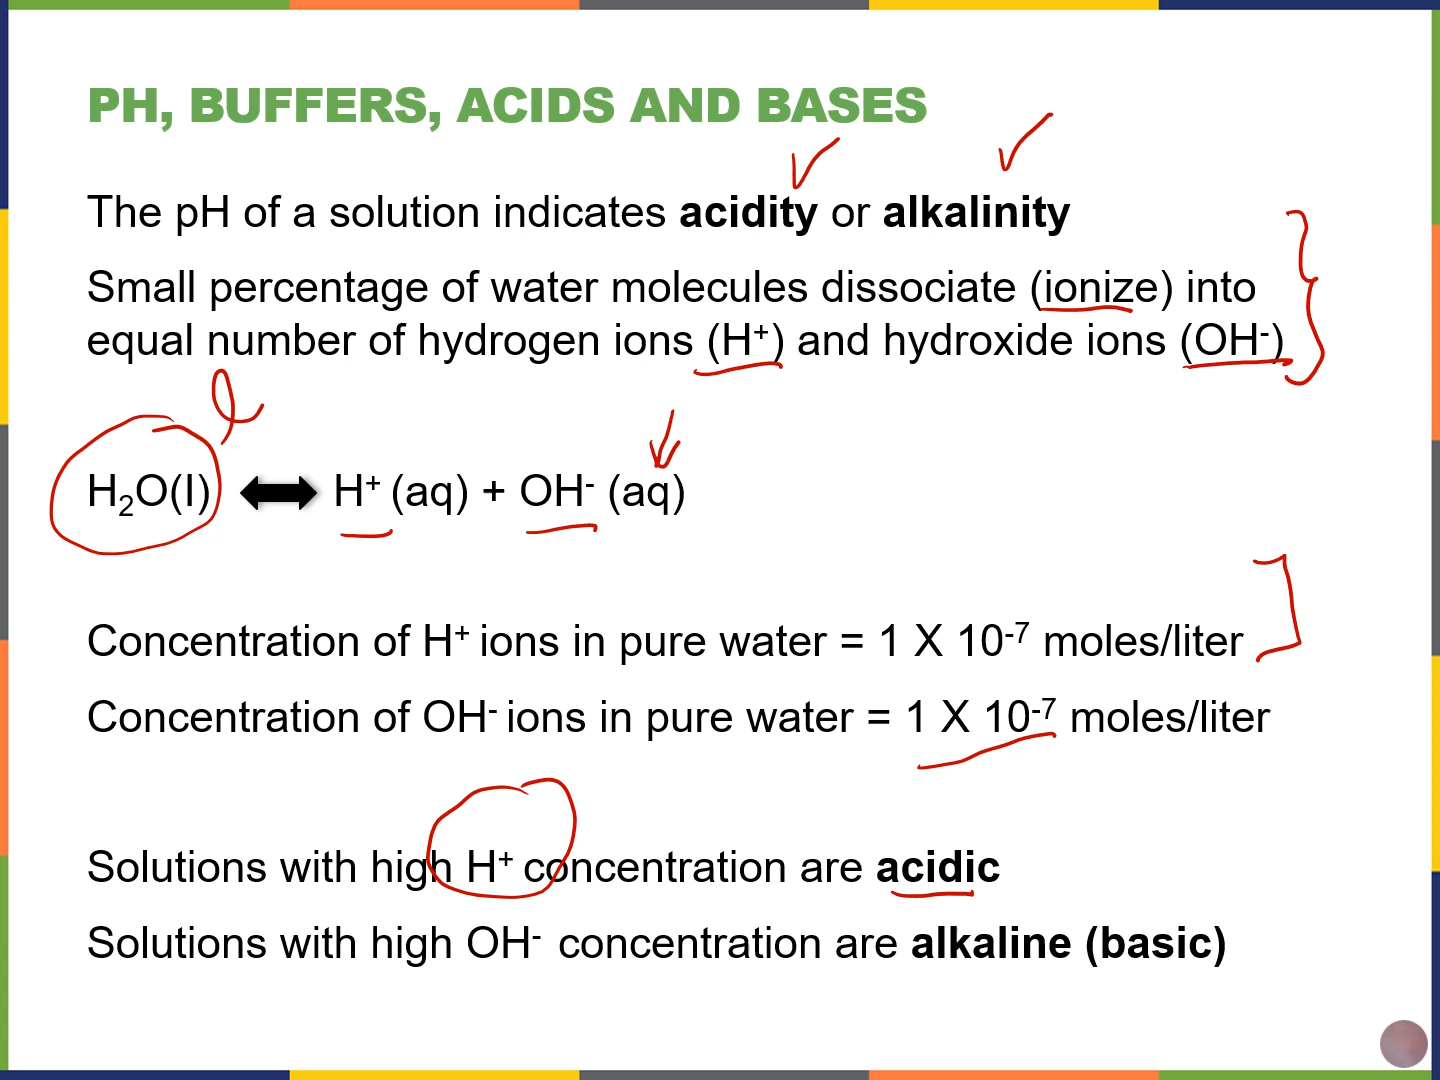 PH, BUFFERS, ACIDS AND BASES
The pH of a solution indicates acidity or alkalinity
Small percentage of water molecules dissociate (ionize) into
equal number of hydrogen ions (H⁺) and hydroxide ions (OH⁻)
l
H₂O(l) ⟷ H⁺ (aq) + OH⁻ (aq)
Concentration of H⁺ ions in pure water = 1 X 10⁻⁷ moles/liter
Concentration of OH⁻ ions in pure water = 1 X 10⁻⁷ moles/liter
Solutions with high H⁺ concentration are acidic
Solutions with high OH⁻ concentration are alkaline (basic)